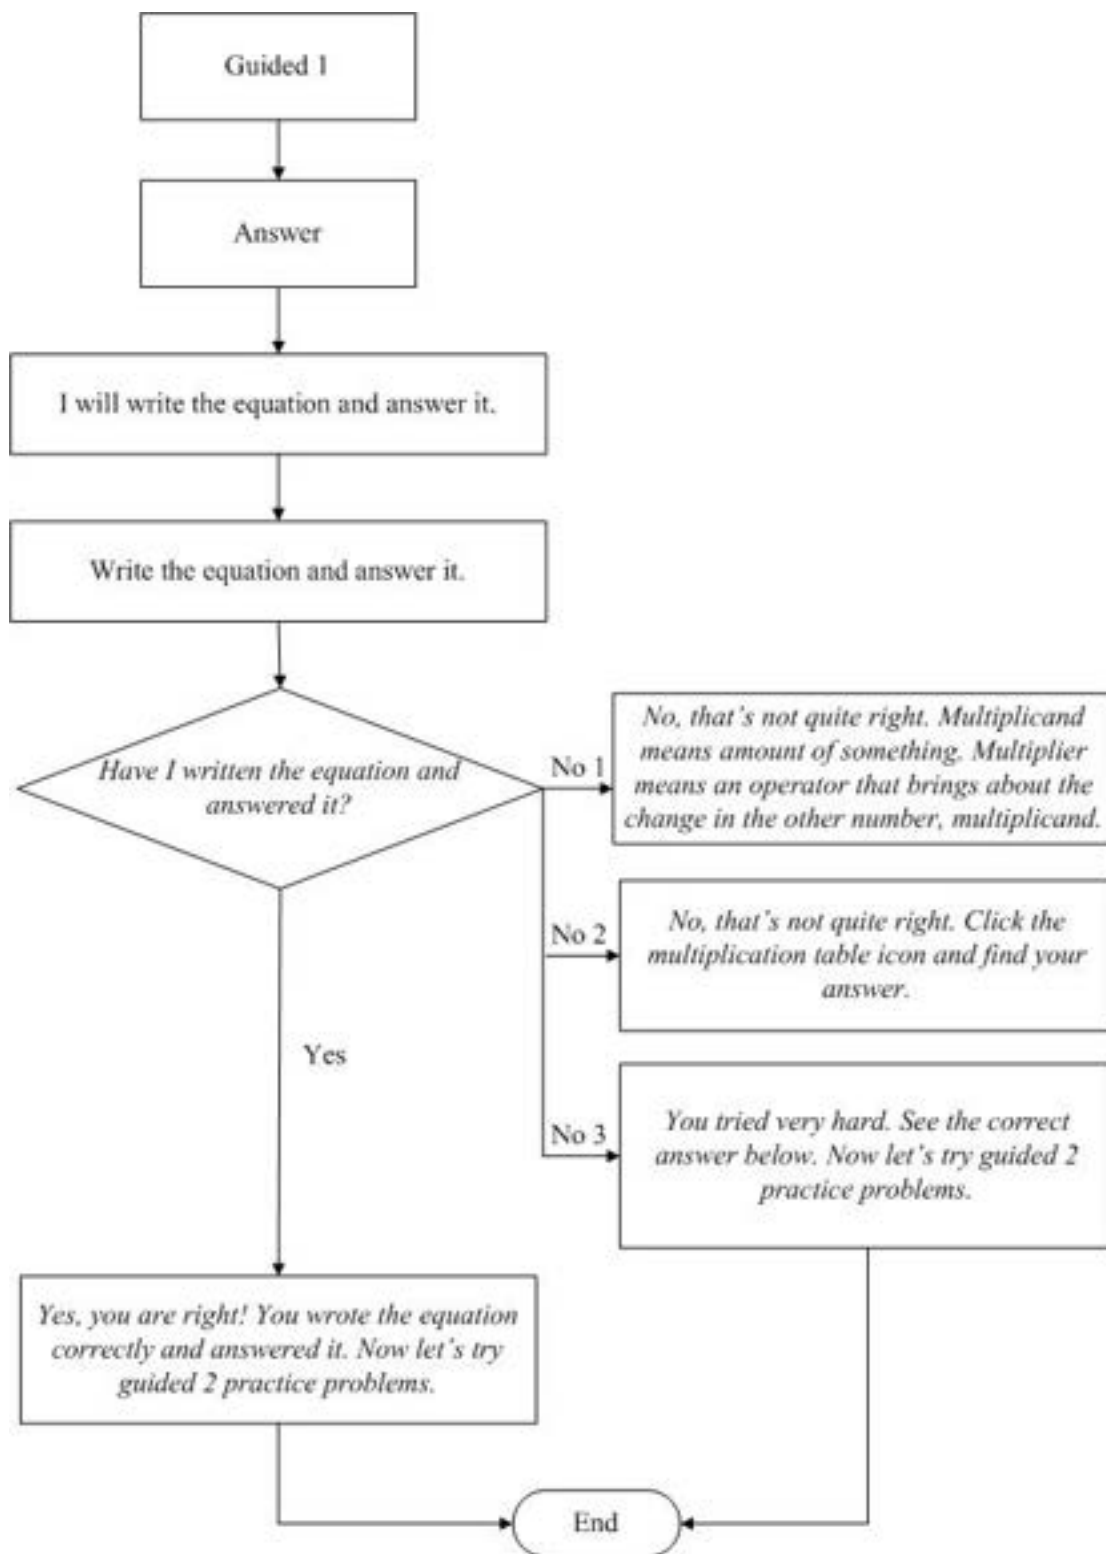 Guided 1
Answer
I will write the equation and answer it.
Write the equation and answer it.
Have I written the equation and
answered it?
No 1
No, that's not quite right. Multiplicand
means amount of something. Multiplier
means an operator that brings about the
change in the other number, multiplicand.
No 2
No, that's not quite right. Click the
multiplication table icon and find your
answer.
Yes
No 3
You tried very hard. See the correct
answer below. Now let's try guided 2
practice problems.
Yes, you are right! You wrote the equation
correctly and answered it. Now let's try
guided 2 practice problems.
End